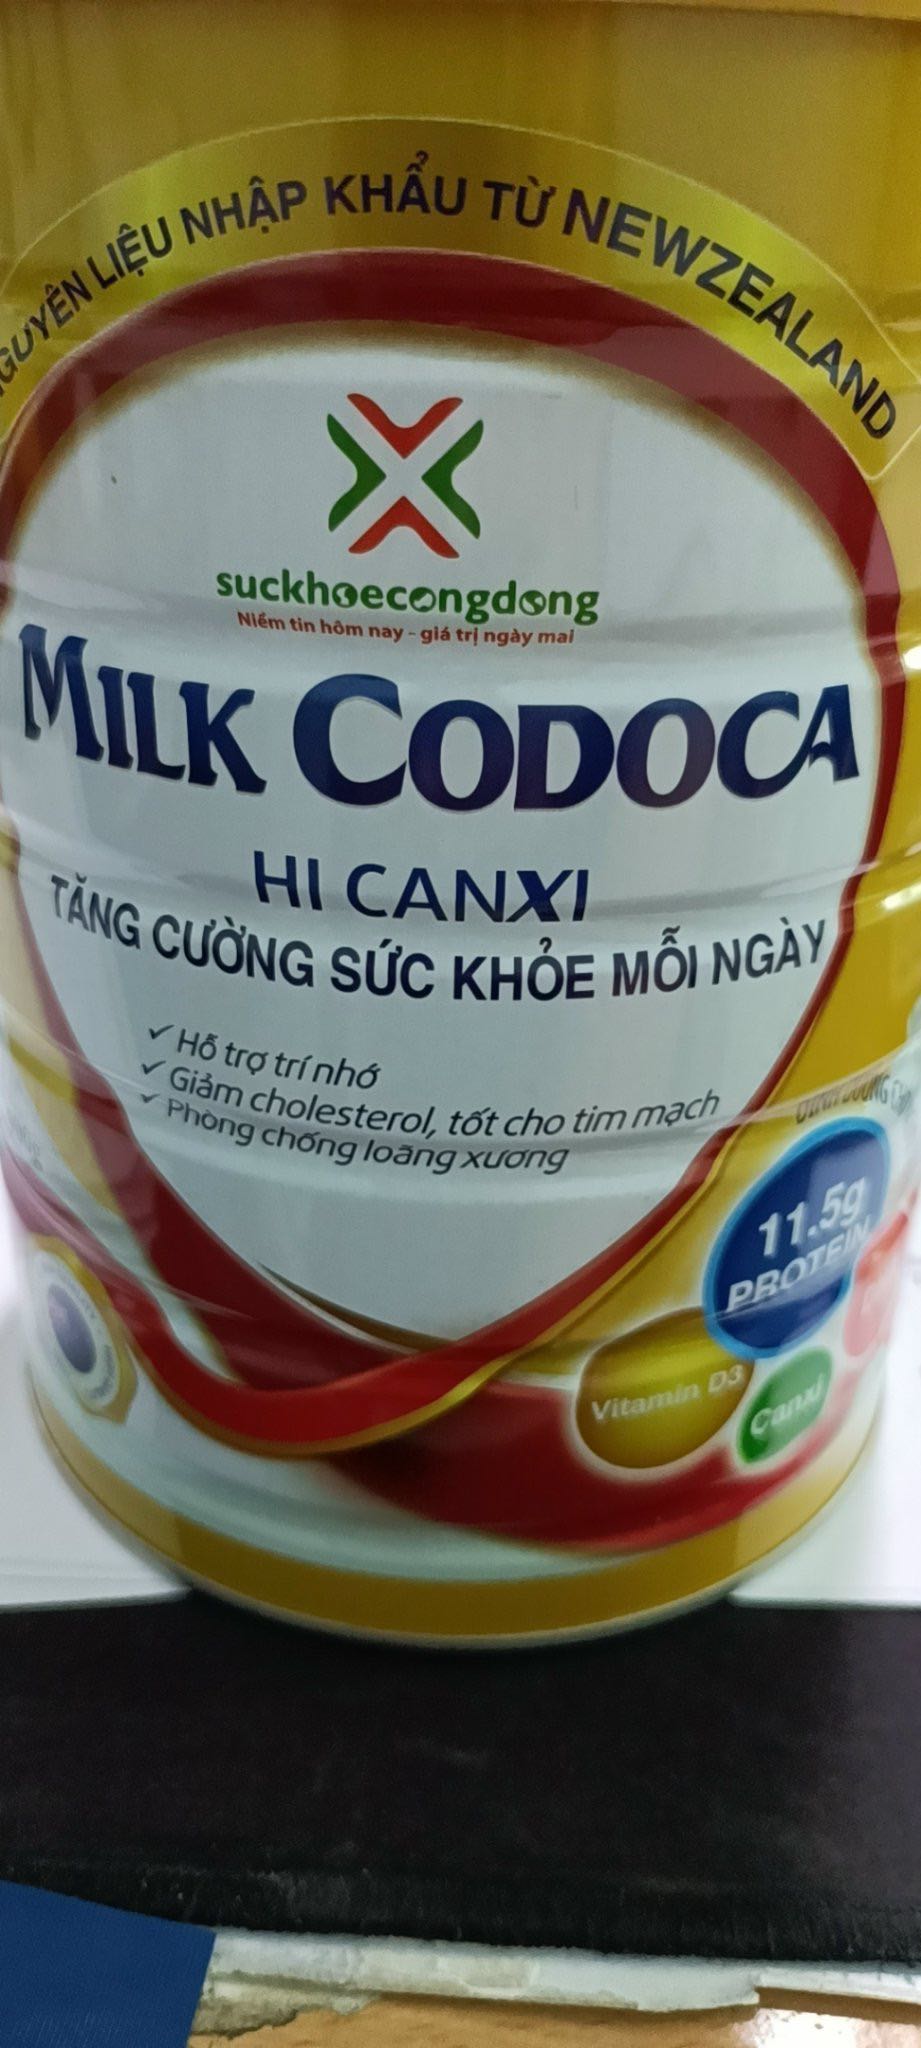 NGUYÊN LIỆU NHẬP KHẨU TỪ NEWZEALAND
suckhoecongdong
Niềm tin hôm nay - giá trị ngày mai
MILK CODOCA
HI CANXI
TĂNG CƯỜNG SỨC KHỎE MỖI NGÀY
✓ Hỗ trợ trí nhớ
✓ Giảm cholesterol, tốt cho tim mạch
✓ Phòng chống loãng xương
11.5g
PROTEIN
Vitamin D3
Canxi